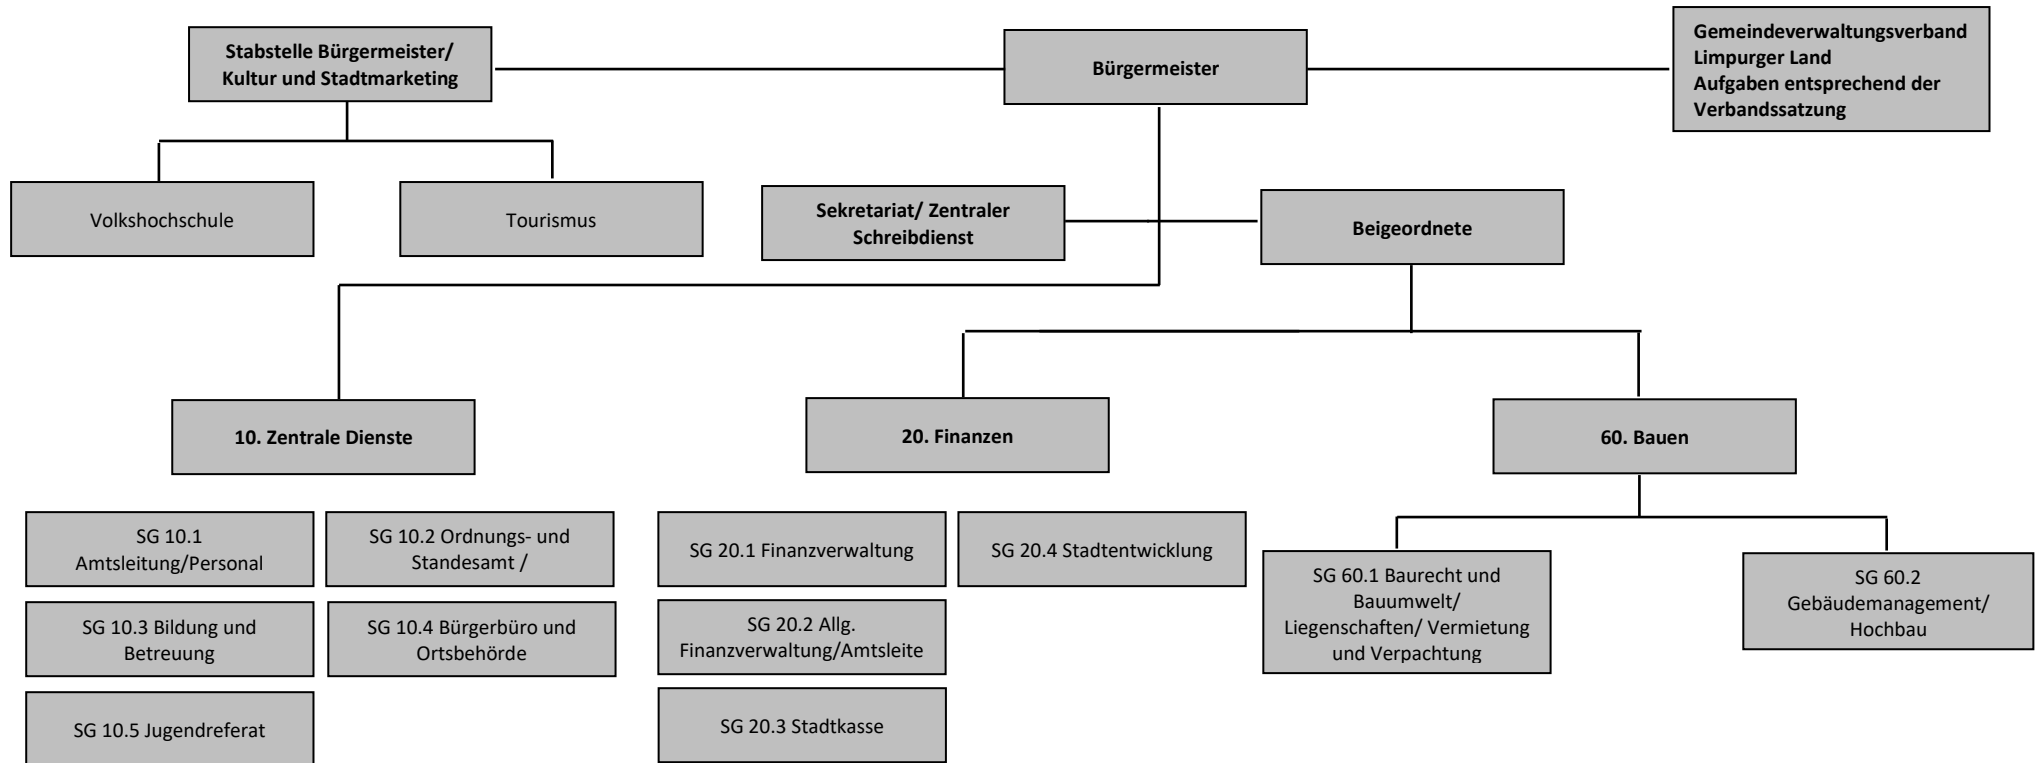 Stabstelle Bürgermeister/
Kultur und Stadtmarketing
Bürgermeister
Gemeindeverwaltungsverband
Limpurger Land
Aufgaben entsprechend der
Verbandssatzung
Volkshochschule
Tourismus
Sekretariat/ Zentraler
Schreibdienst
Beigeordnete
10. Zentrale Dienste
20. Finanzen
60. Bauen
SG 10.1
Amtsleitung/Personal
SG 10.2 Ordnungs- und
Standesamt /
SG 10.3 Bildung und
Betreuung
SG 10.4 Bürgerbüro und
Ortsbehörde
SG 10.5 Jugendreferat
SG 20.1 Finanzverwaltung
SG 20.4 Stadtentwicklung
SG 20.2 Allg.
Finanzverwaltung/Amtsleite
SG 20.3 Stadtkasse
SG 60.1 Baurecht und
Bauumwelt/
Liegenschaften/ Vermietung
und Verpachtung
SG 60.2
Gebäudemanagement/
Hochbau